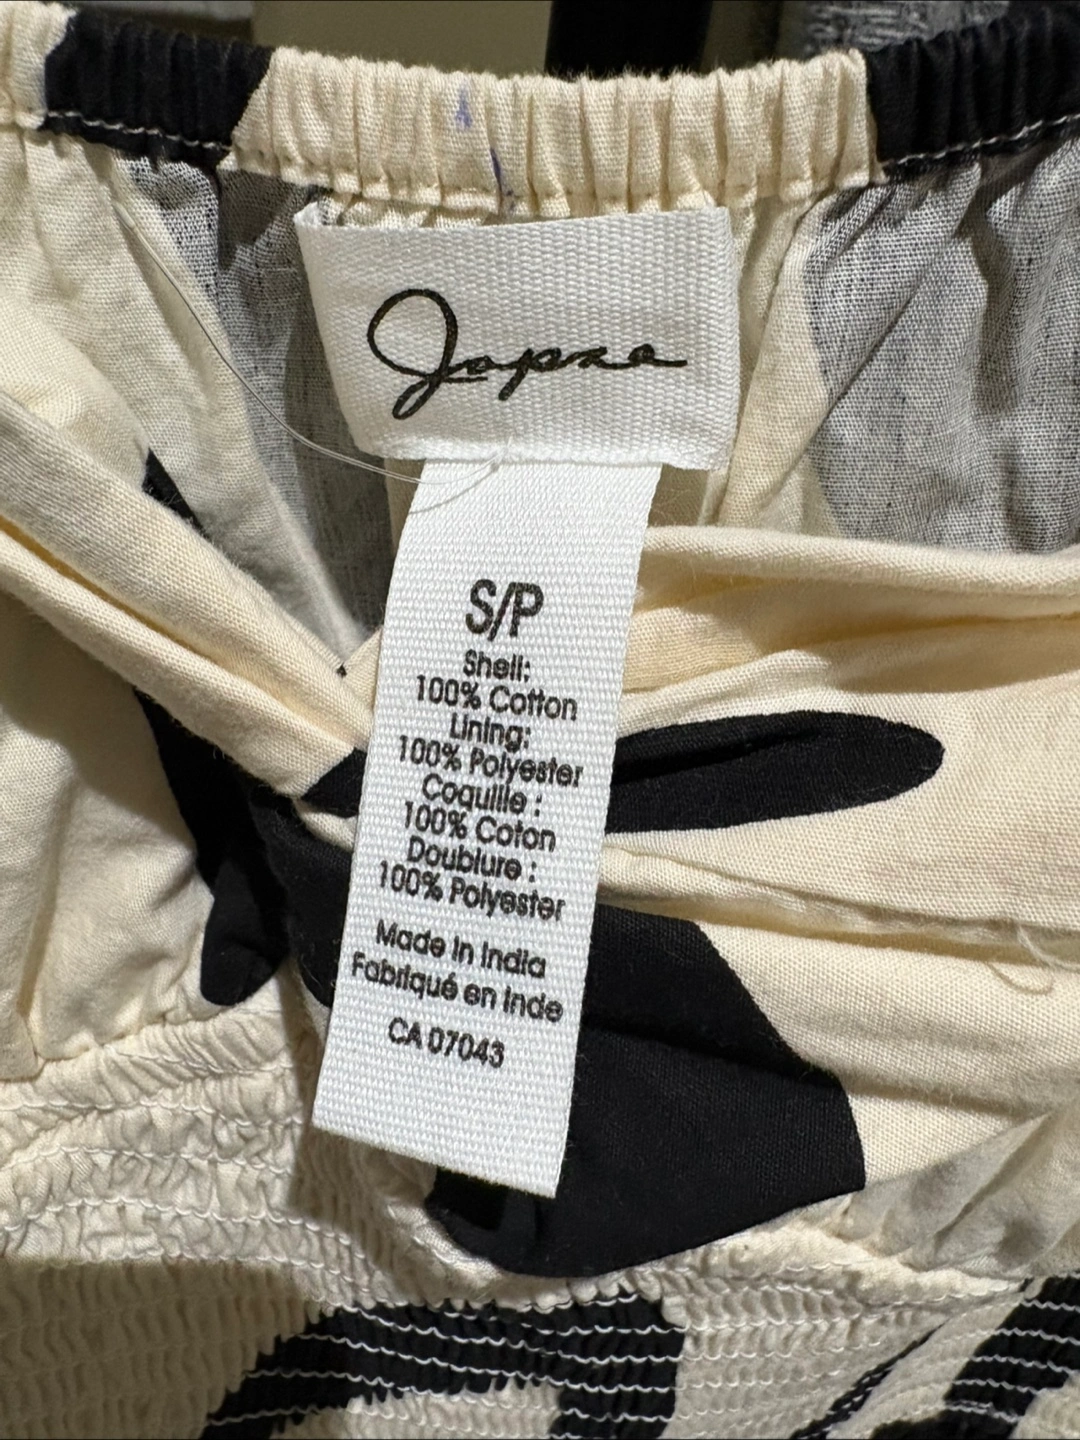 Japna
S/P
Shell:
100% Cotton
Lining:
100% Polyester
Coquille :
100% Coton
Doublure :
100% Polyester
Made in India
Fabriqué en Inde
CA 07043